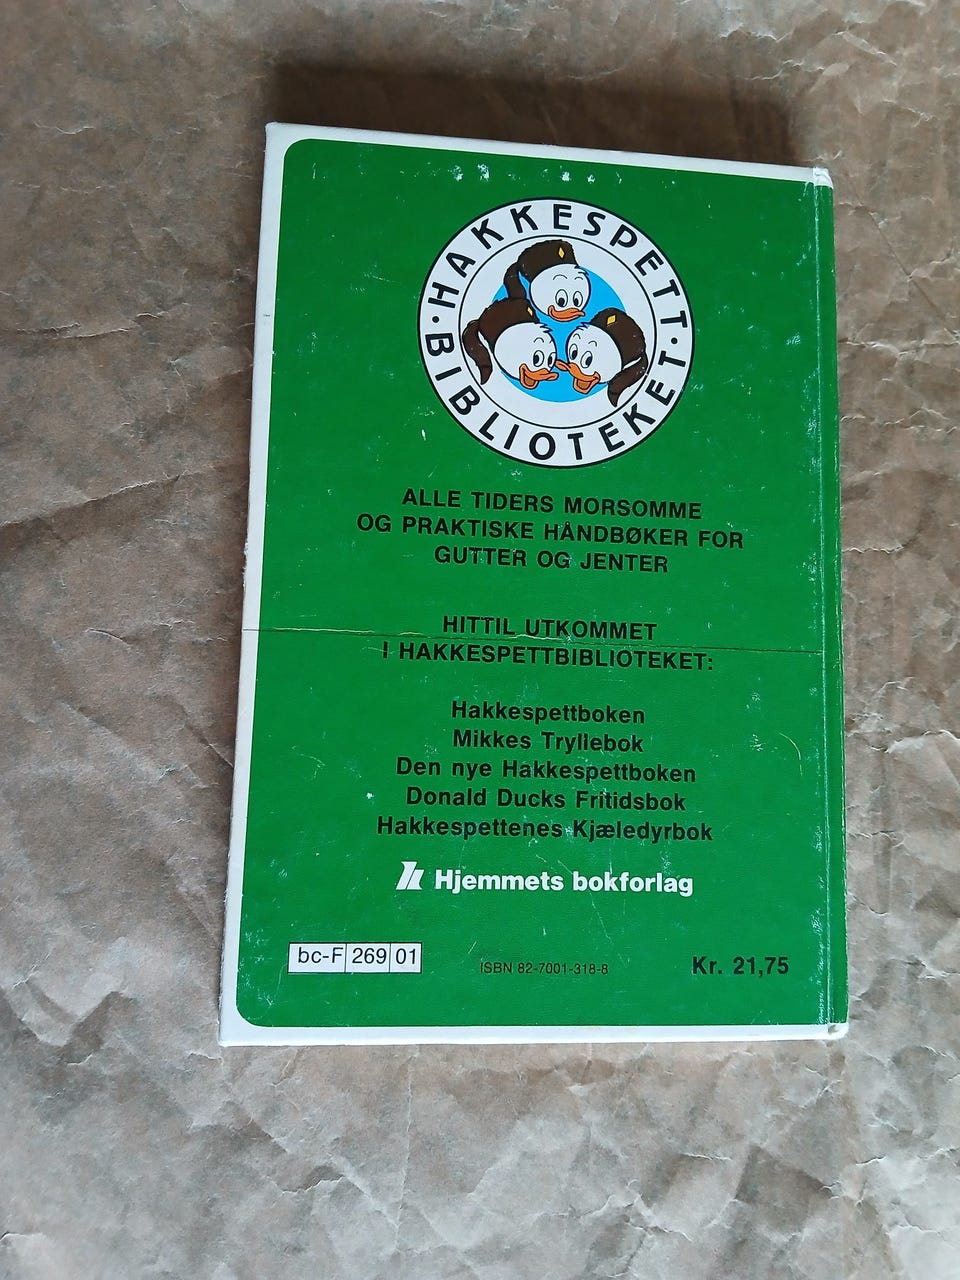 HAKKESPETT
BIBLIOTEKET
ALLE TIDERS MORSOMME
OG PRAKTISKE HÅNDBØKER FOR
GUTTER OG JENTER
HITTIL UTKOMMET
I HAKKESPETTBIBLIOTEKET:
Hakkespettboken
Mikkes Tryllebok
Den nye Hakkespettboken
Donald Ducks Fritidsbok
Hakkespettenes Kjæledyrbok
Hjemmets bokforlag
bc-F 269 01
ISBN 82-7001-318-8
Kr. 21,75